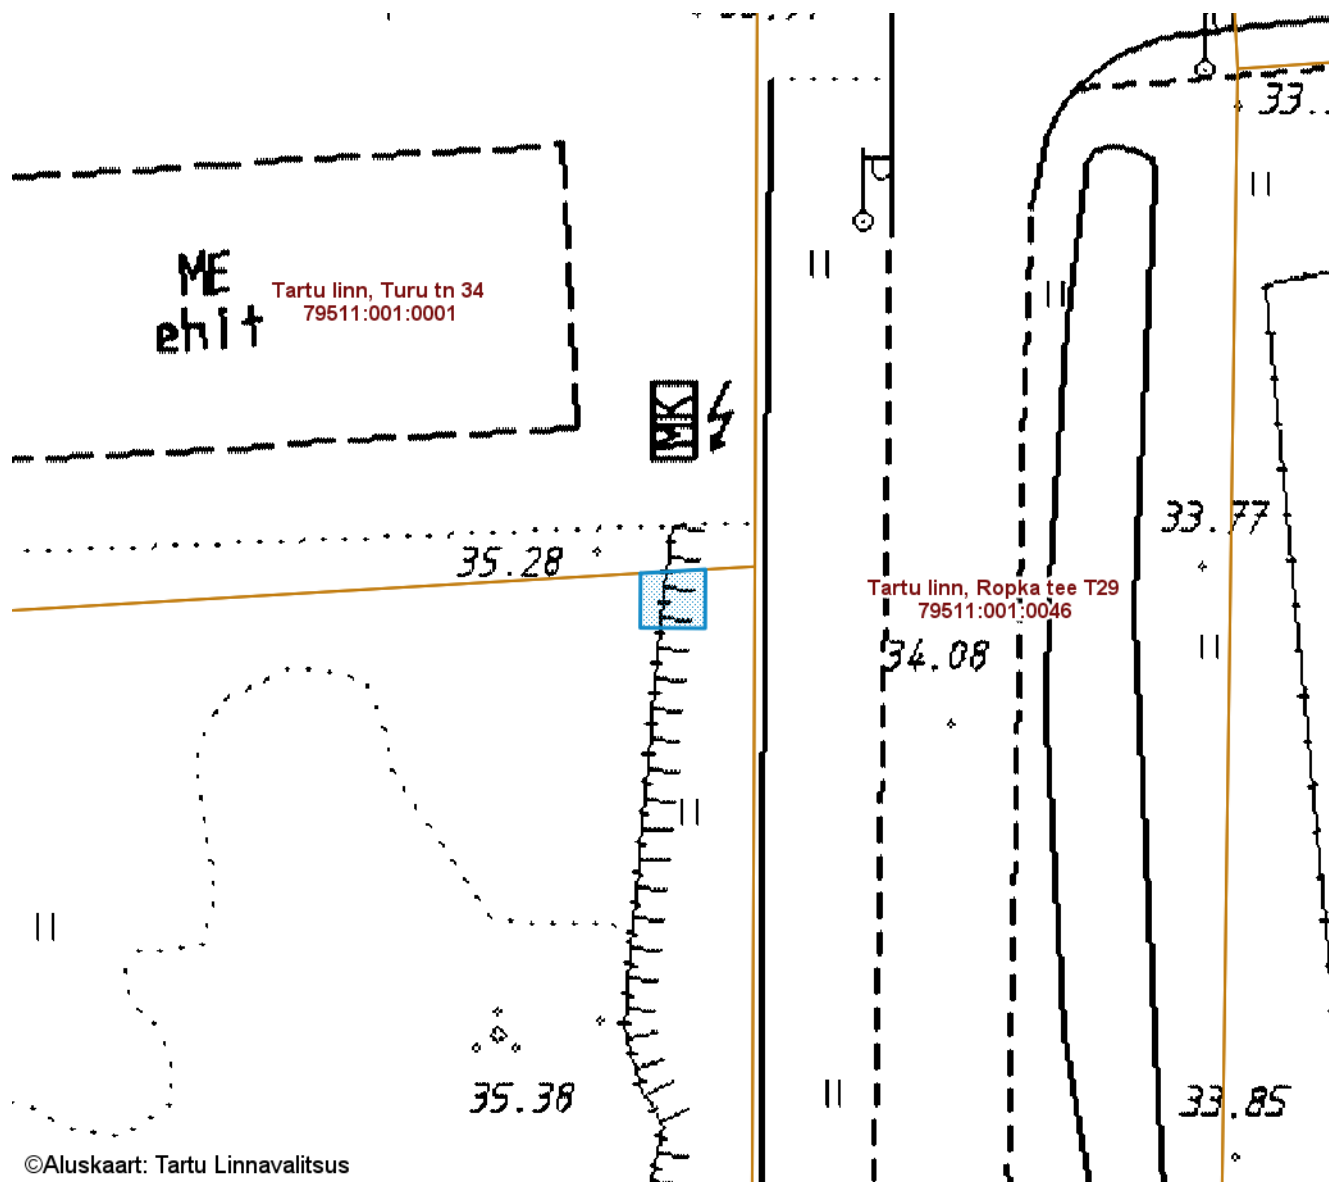 33.
ME
ehit
Tartu linn, Turu tn 34
79511:001:0001
MK
33.77
35.28
Tartu linn, Ropka tee T29
79511:001:0046
34.08
35.38
33.85
©Aluskaart: Tartu Linnavalitsus